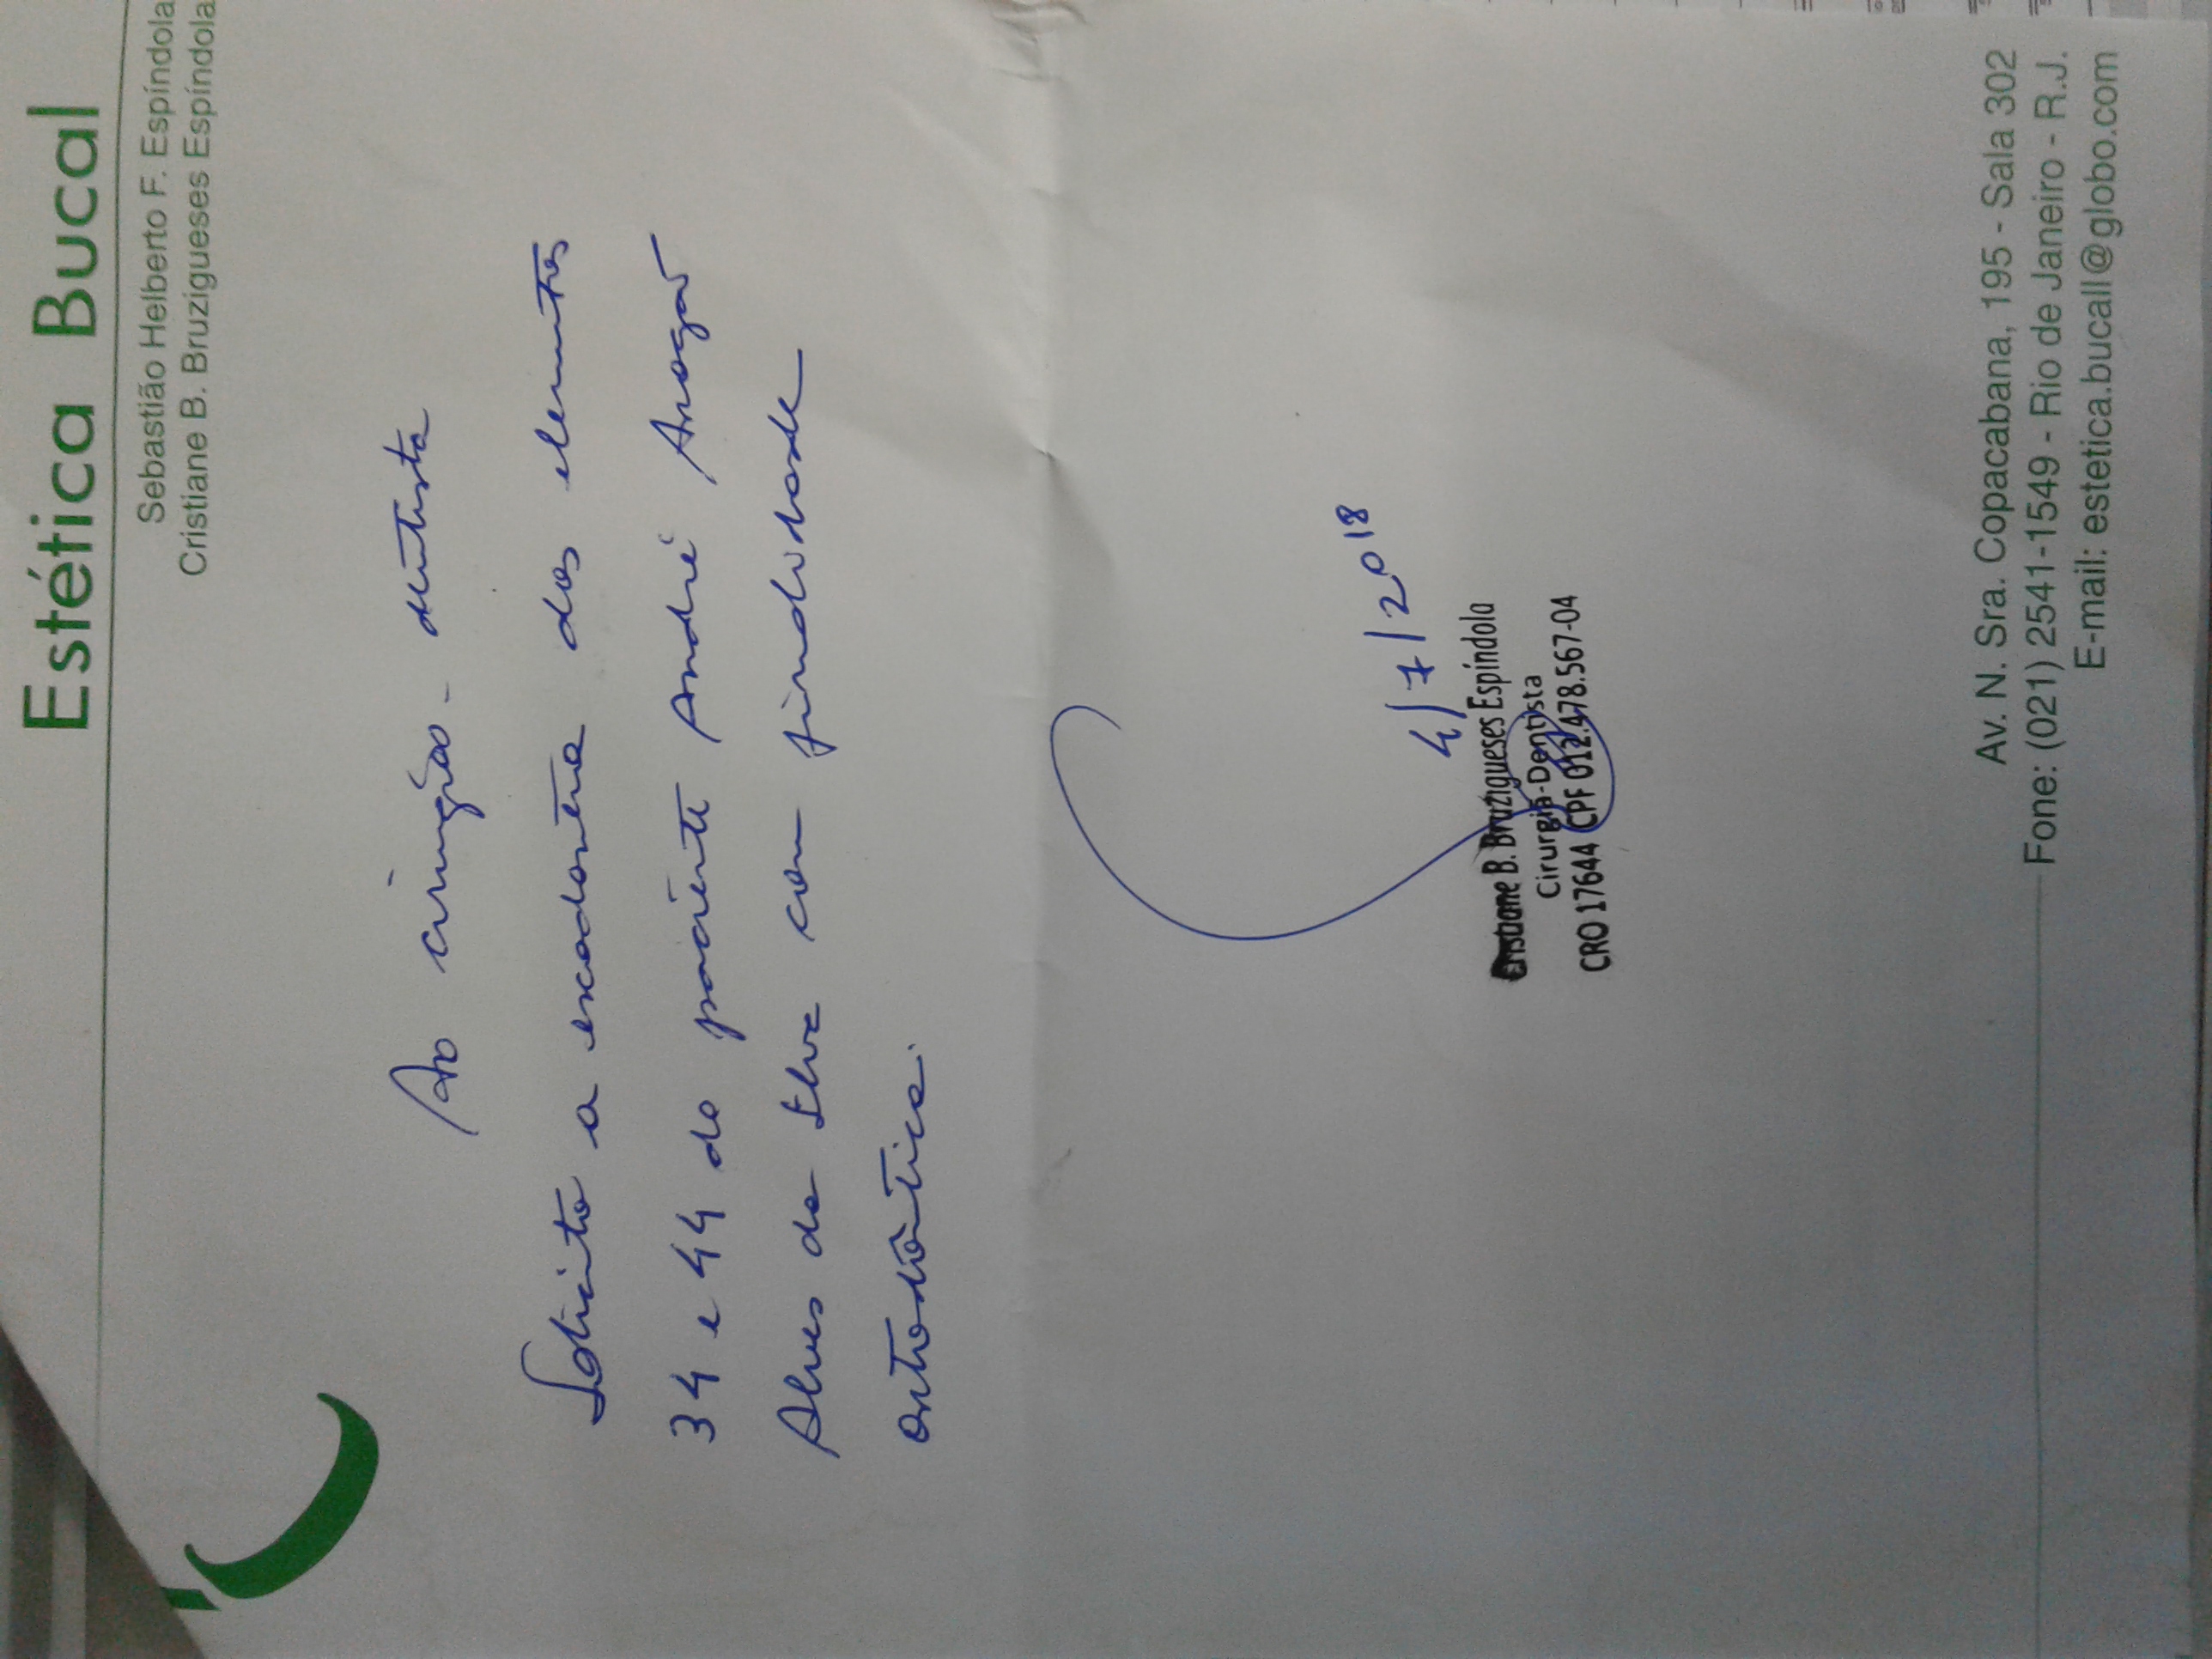 Estética Bucal
Sebastião Helberto F. Espíndola
Cristiane B. Bruzigueses Espíndola
Ao cirurgião-dentista
Solicito a exodontia dos elementos
34 e 44 do paciente André Aragão
Alves da Silva com finalidade
ortodôntica.
4/7/2018
Cristiane B. Bruzigueses Espíndola
Cirurgiã-Dentista
CRO 17644 CPF 012.478.567-04
Av. N. Sra. Copacabana, 195 - Sala 302
Fone: (021) 2541-1549 - Rio de Janeiro - R.J.
E-mail: estetica.bucall@globo.com